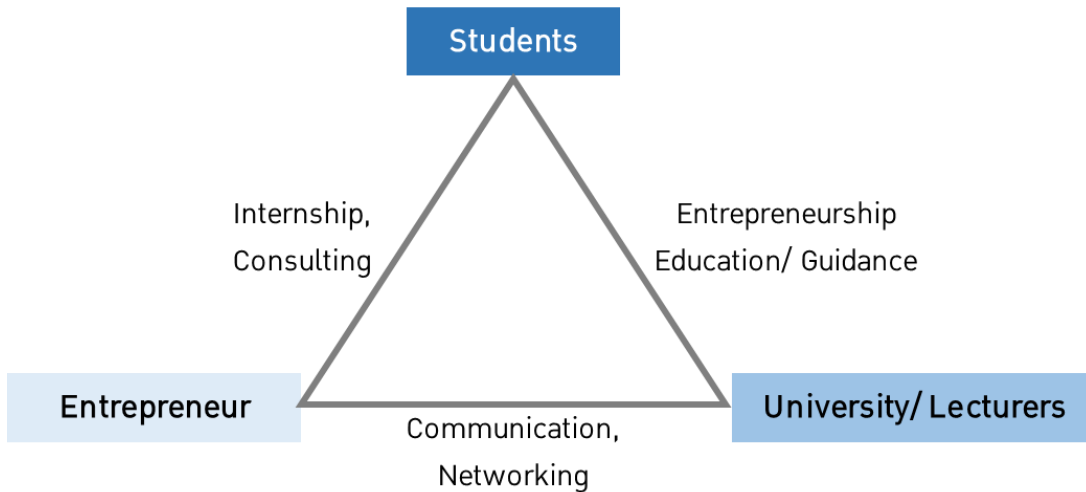 Students
Internship,
Consulting
Entrepreneurship
Education/ Guidance
Entrepreneur
University/ Lecturers
Communication,
Networking